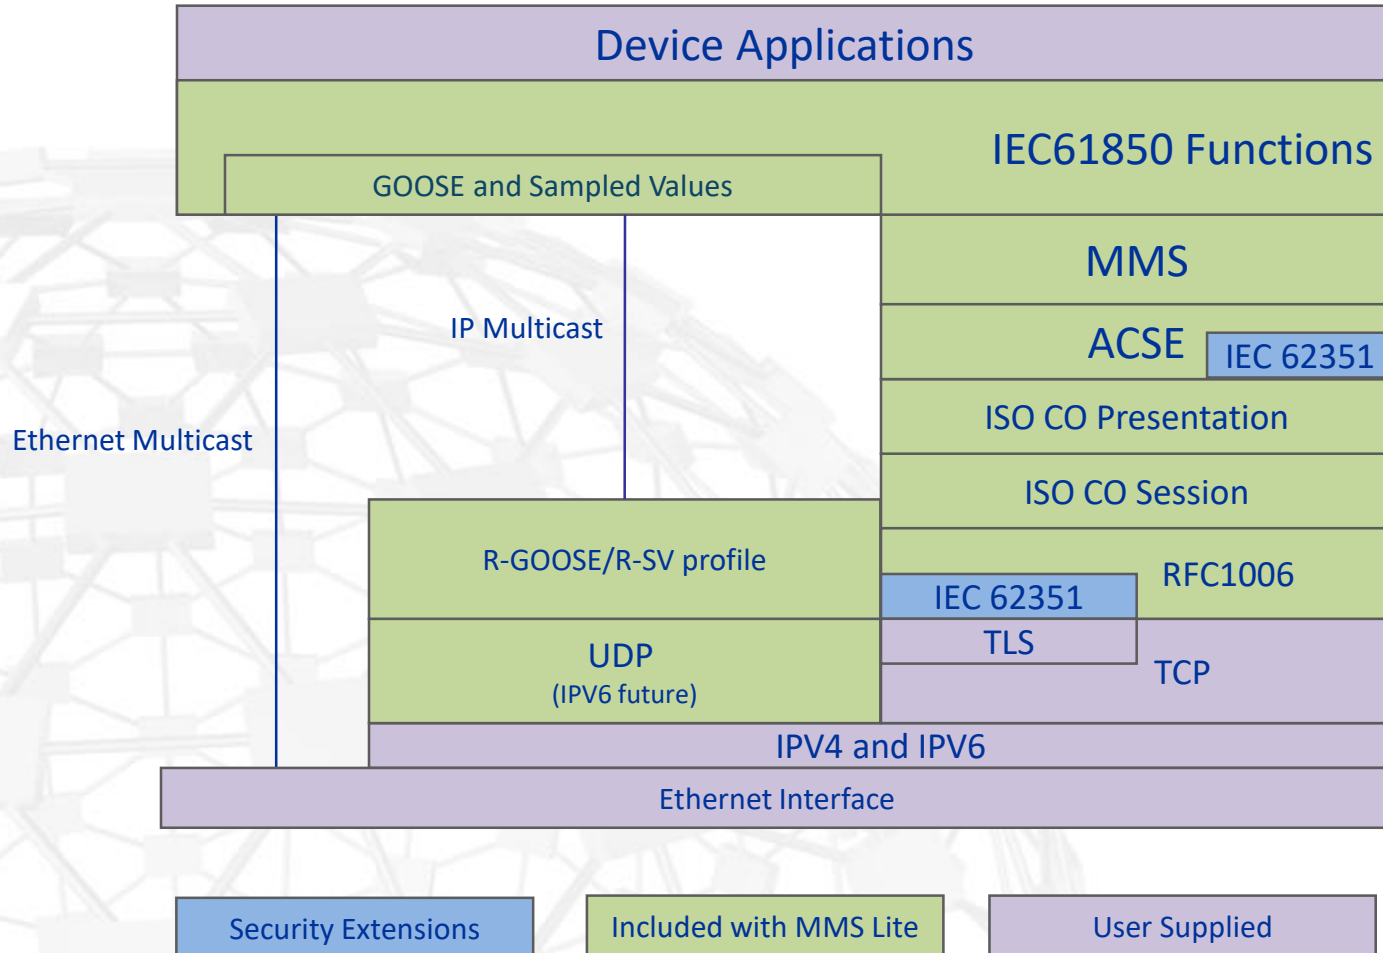 Device Applications
IEC61850 Functions
GOOSE and Sampled Values
MMS
IP Multicast
ACSE
IEC 62351
Ethernet Multicast
ISO CO Presentation
ISO CO Session
R-GOOSE/R-SV profile
RFC1006
IEC 62351
UDP
(IPV6 future)
TLS
TCP
IPV4 and IPV6
Ethernet Interface
Security Extensions
Included with MMS Lite
User Supplied